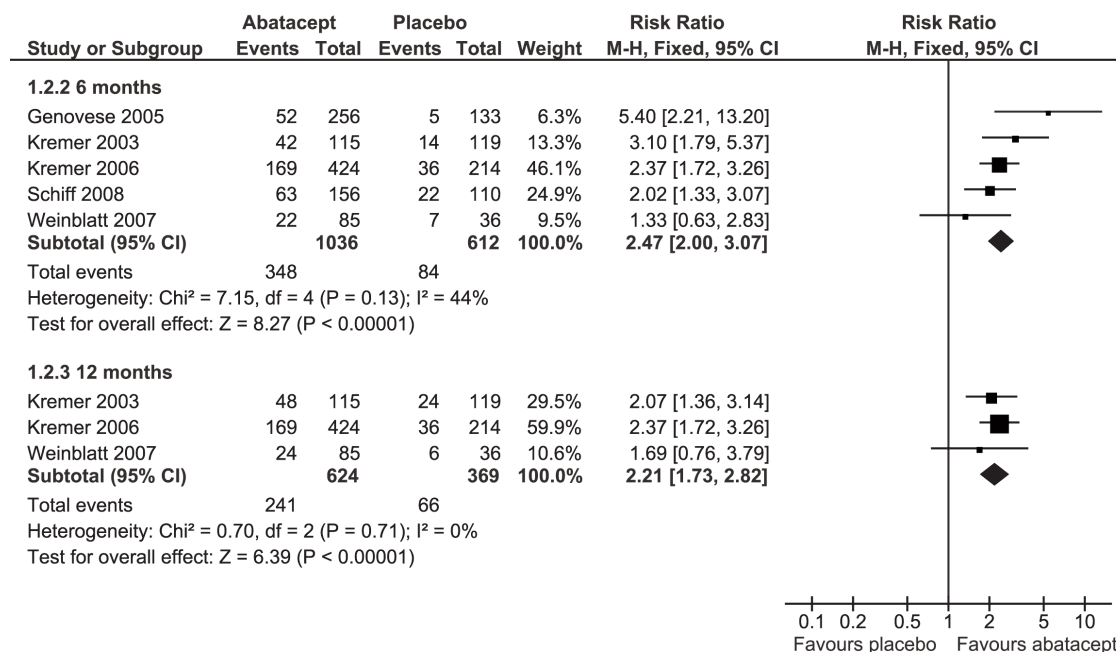 Abatacept Placebo Risk Ratio Risk Ratio
Study or Subgroup Events Total Events Total Weight M-H, Fixed, 95% CI M-H, Fixed, 95% CI
1.2.2 6 months
Genovese 2005 52 256 5 133 6.3% 5.40 [2.21, 13.20]
Kremer 2003 42 115 14 119 13.3% 3.10 [1.79, 5.37]
Kremer 2006 169 424 36 214 46.1% 2.37 [1.72, 3.26]
Schiff 2008 63 156 22 110 24.9% 2.02 [1.33, 3.07]
Weinblatt 2007 22 85 7 36 9.5% 1.33 [0.63, 2.83]
Subtotal (95% CI) 1036 612 100.0% 2.47 [2.00, 3.07]
Total events 348 84
Heterogeneity: Chi² = 7.15, df = 4 (P = 0.13); I² = 44%
Test for overall effect: Z = 8.27 (P < 0.00001)
1.2.3 12 months
Kremer 2003 48 115 24 119 29.5% 2.07 [1.36, 3.14]
Kremer 2006 169 424 36 214 59.9% 2.37 [1.72, 3.26]
Weinblatt 2007 24 85 6 36 10.6% 1.69 [0.76, 3.79]
Subtotal (95% CI) 624 369 100.0% 2.21 [1.73, 2.82]
Total events 241 66
Heterogeneity: Chi² = 0.70, df = 2 (P = 0.71); I² = 0%
Test for overall effect: Z = 6.39 (P < 0.00001)
0.1 0.2 0.5 1 2 5 10
Favours placebo Favours abatacept